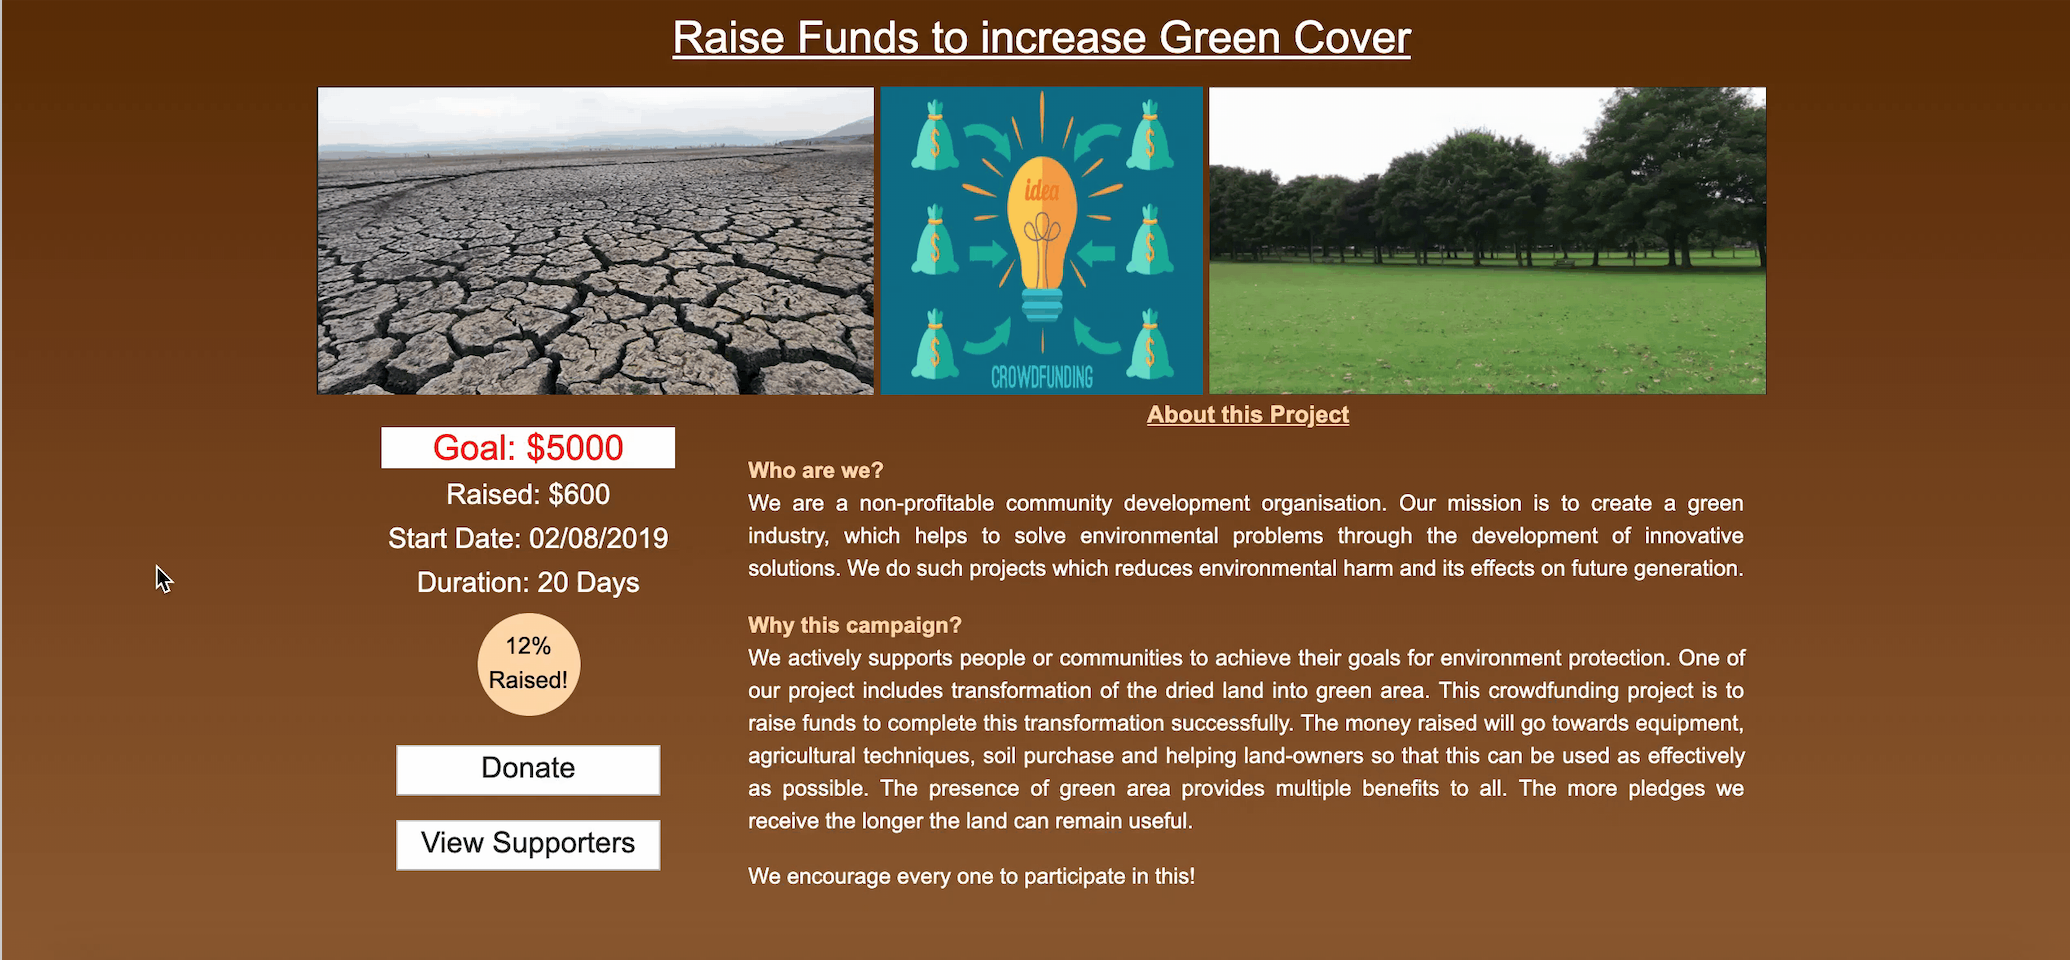 Raise Funds to increase Green Cover
idea
CROWDFUNDING
Goal: $5000
Raised: $600
Start Date: 02/08/2019
Duration: 20 Days
12%
Raised!
Donate
View Supporters
About this Project
Who are we?
We are a non-profitable community development organisation. Our mission is to create a green
industry, which helps to solve environmental problems through the development of innovative
solutions. We do such projects which reduces environmental harm and its effects on future generation.
Why this campaign?
We actively supports people or communities to achieve their goals for environment protection. One of
our project includes transformation of the dried land into green area. This crowdfunding project is to
raise funds to complete this transformation successfully. The money raised will go towards equipment,
agricultural techniques, soil purchase and helping land-owners so that this can be used as effectively
as possible. The presence of green area provides multiple benefits to all. The more pledges we
receive the longer the land can remain useful.
We encourage every one to participate in this!